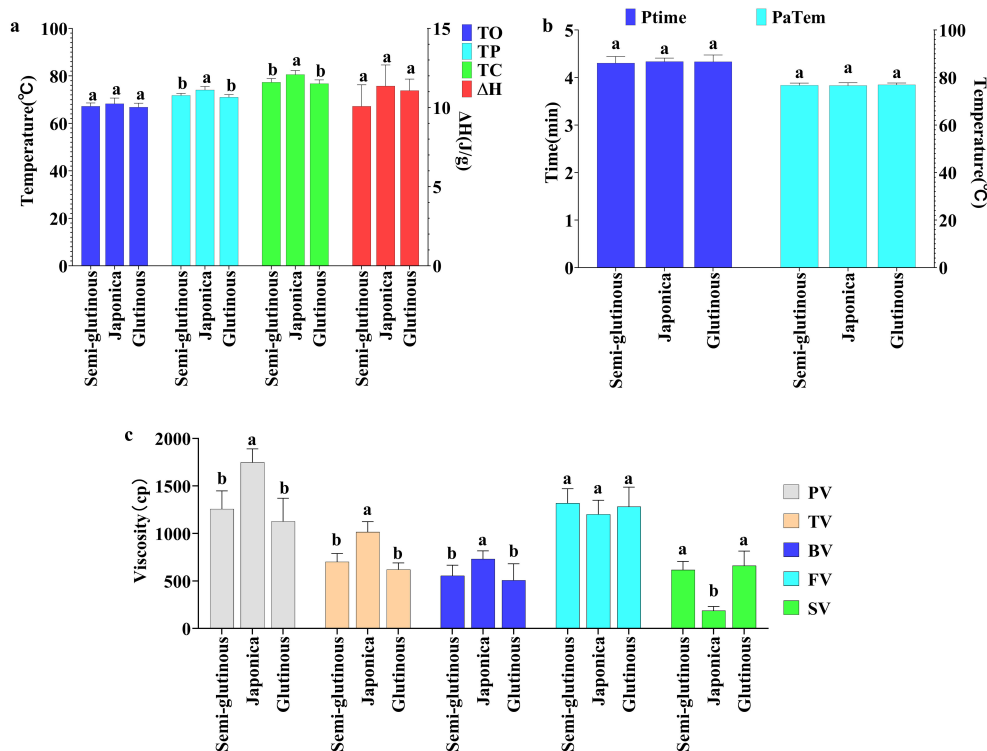 a
100
80
60
40
20
0
Temperature(℃)
a a a
b a b
b a b
a a a
15
10
5
0
ΔH(J/g)
TO
TP
TC
ΔH
Semi-glutinous
Japonica
Glutinous
Semi-glutinous
Japonica
Glutinous
Semi-glutinous
Japonica
Glutinous
Semi-glutinous
Japonica
Glutinous
b
Ptime
PaTem
5
4
3
2
1
0
Time(min)
a a a
a a a
100
80
60
40
20
0
Temperature(℃)
Semi-glutinous
Japonica
Glutinous
Semi-glutinous
Japonica
Glutinous
c
2000
1500
1000
500
0
Viscosity(cp)
b a b
b a b
b a b
a a a
a b a
PV
TV
BV
FV
SV
Semi-glutinous
Japonica
Glutinous
Semi-glutinous
Japonica
Glutinous
Semi-glutinous
Japonica
Glutinous
Semi-glutinous
Japonica
Glutinous
Semi-glutinous
Japonica
Glutinous